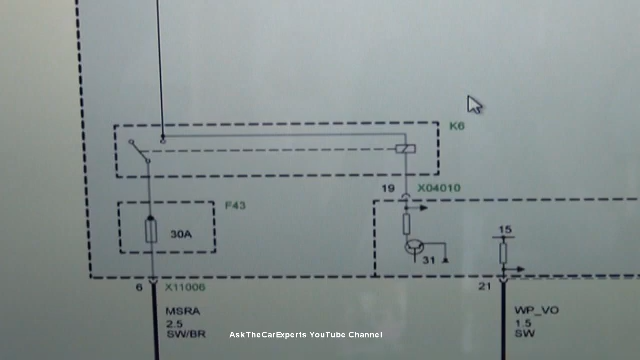 K6
19 X04010
F43
30A
31
15
6 X11006
21
MSRA
2.5
SW/BR
WP_VO
1.5
SW
AskTheCarExperts YouTube Channel